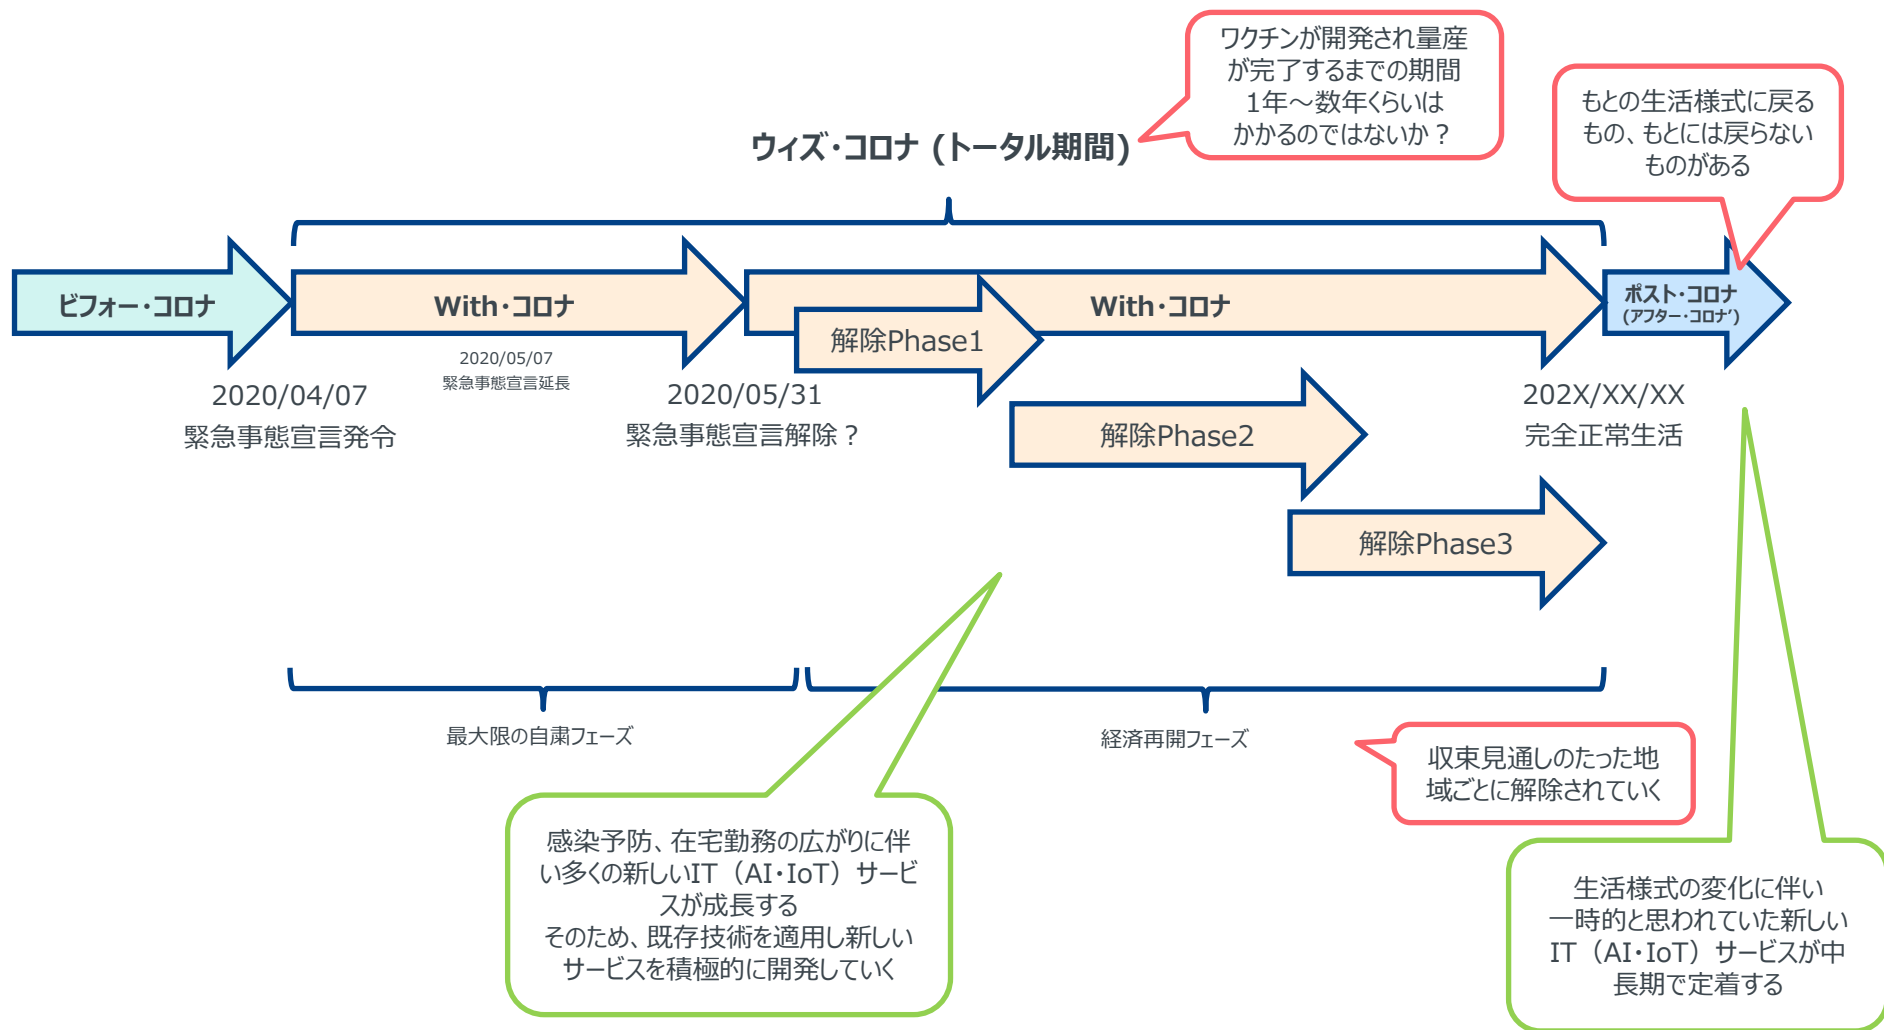 ワクチンが開発され量産
が完了するまでの期間
1年～数年くらいは
かかるのではないか？
もとの生活様式に戻る
もの、もとには戻らない
ものがある
ウィズ・コロナ (トータル期間)
ビフォー・コロナ
With・コロナ
With・コロナ
ポスト・コロナ
(アフター・コロナ’)
解除Phase1
2020/05/07
緊急事態宣言延長
2020/04/07
緊急事態宣言発令
2020/05/31
緊急事態宣言解除？
202X/XX/XX
完全正常生活
解除Phase2
解除Phase3
最大限の自粛フェーズ
経済再開フェーズ
収束見通しのたった地
域ごとに解除されていく
感染予防、在宅勤務の広がりに伴
い多くの新しいIT（AI・IoT）サービ
スが成長する
そのため、既存技術を適用し新しい
サービスを積極的に開発していく
生活様式の変化に伴い
一時的と思われていた新しい
IT（AI・IoT）サービスが中
長期で定着する